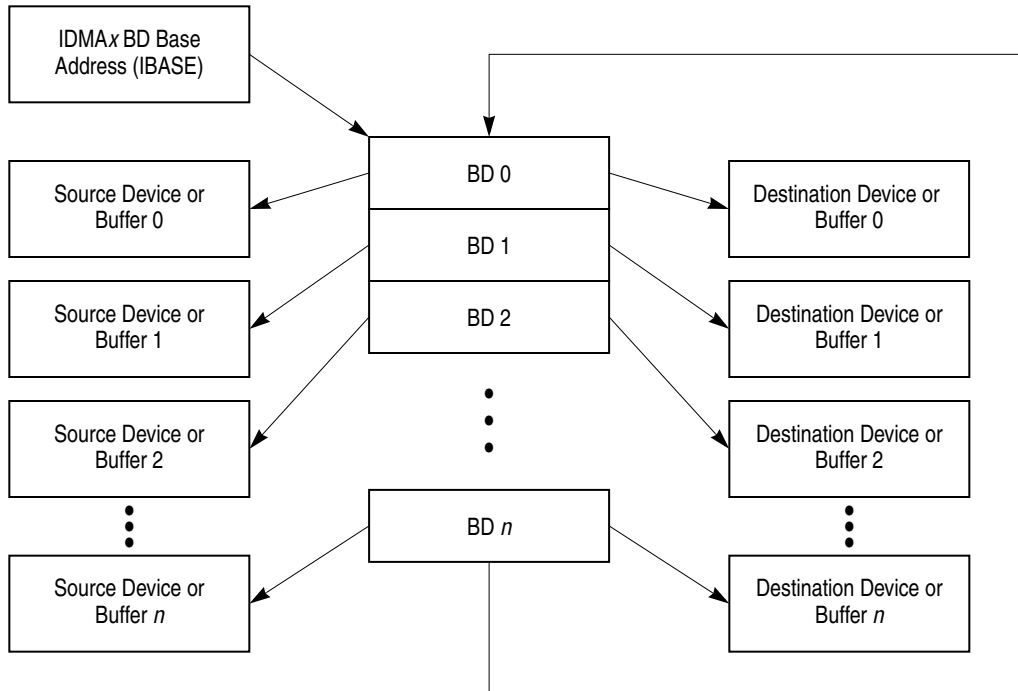 IDMAx BD Base
Address (IBASE)
BD 0
Source Device or
Buffer 0
Destination Device or
Buffer 0
BD 1
Source Device or
Buffer 1
Destination Device or
Buffer 1
BD 2
Source Device or
Buffer 2
Destination Device or
Buffer 2
BD n
Source Device or
Buffer n
Destination Device or
Buffer n